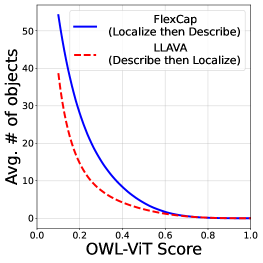 Avg. # of objects
50
40
30
20
10
0
FlexCap
(Localize then Describe)
LLAVA
(Describe then Localize)
0.0 0.2 0.4 0.6 0.8 1.0
OWL-ViT Score